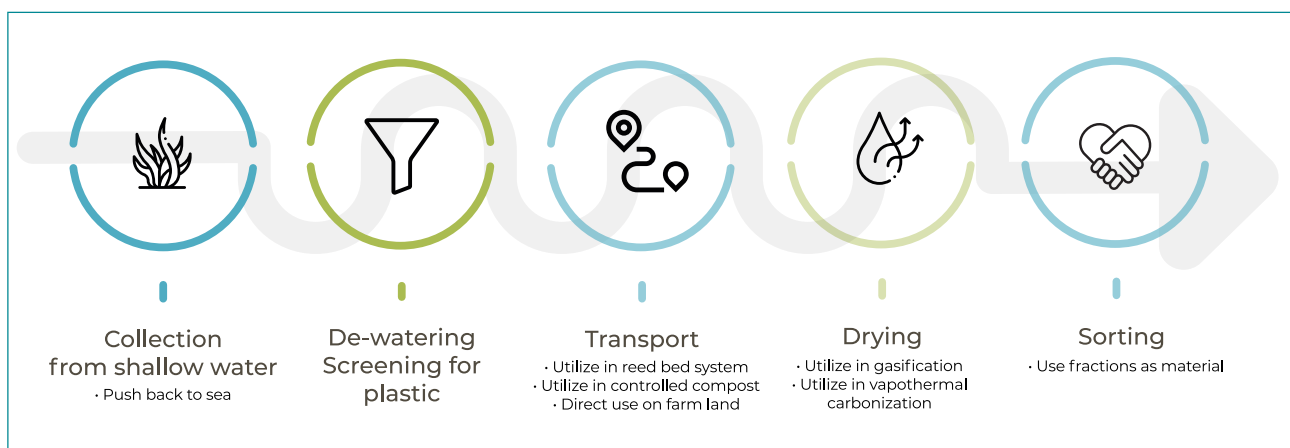 Collection
from shallow water
· Push back to sea
De-watering
Screening for
plastic
Transport
· Utilize in reed bed system
· Utilize in controlled compost
· Direct use on farm land
Drying
· Utilize in gasification
· Utilize in vapothermal
carbonization
Sorting
· Use fractions as material